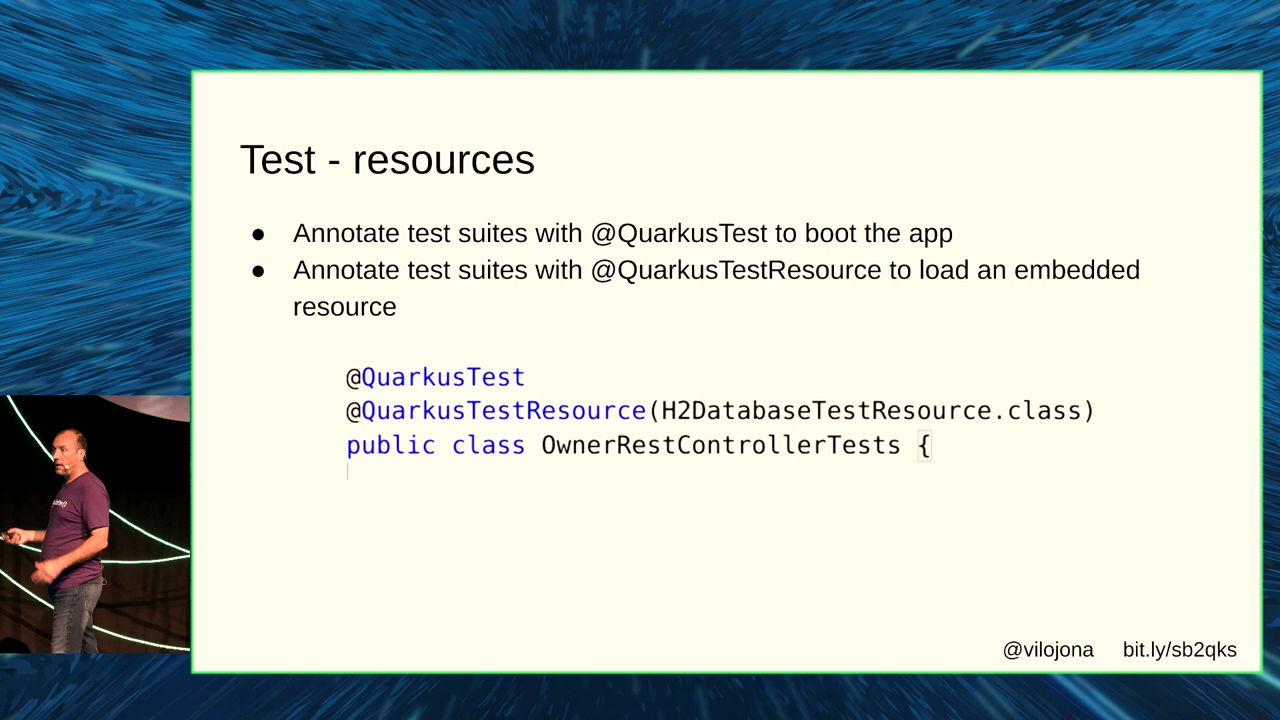 Test - resources
● Annotate test suites with @QuarkusTest to boot the app
● Annotate test suites with @QuarkusTestResource to load an embedded
resource
@QuarkusTest
@QuarkusTestResource(H2DatabaseTestResource.class)
public class OwnerRestControllerTests {
@vilojona bit.ly/sb2qks